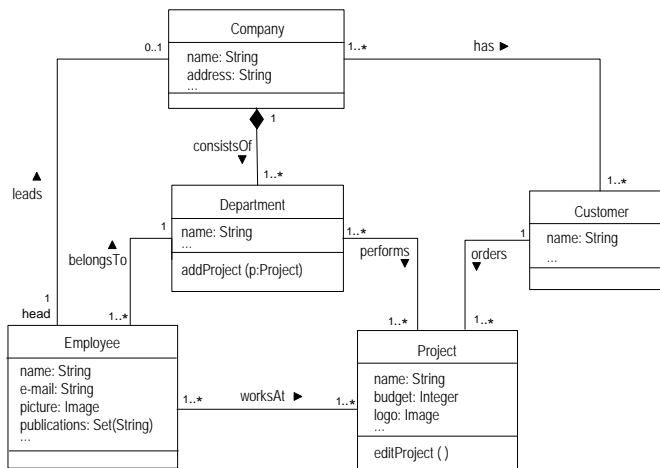 Company
name: String
address: String
...
0..1
1..*
has ►
1
consistsOf
▼
1..*
▲
leads
Department
name: String
...
addProject (p:Project)
1
▲
belongsTo
1..*
1..*
performs
▼
1..*
1..*
Customer
name: String
...
1
orders
▼
1..*
1
head
Employee
name: String
e-mail: String
picture: Image
publications: Set(String)
...
1..*
worksAt ►
1..*
Project
name: String
budget: Integer
logo: Image
...
editProject ( )